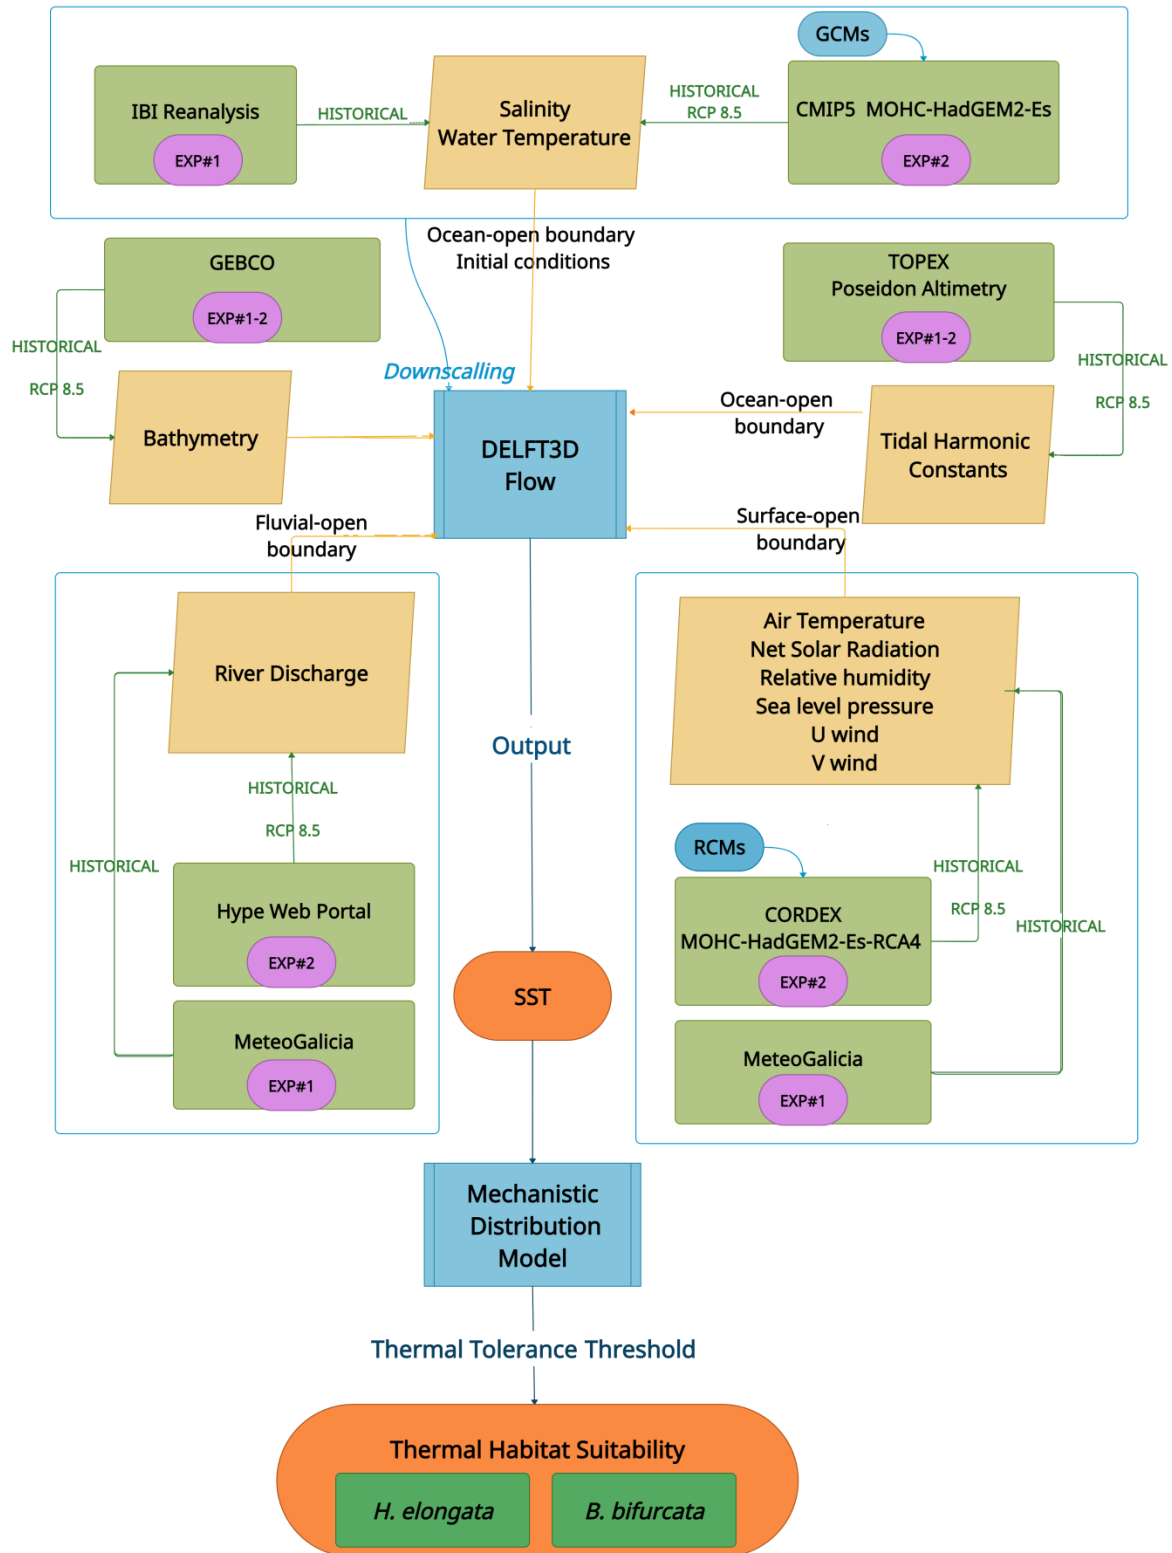 GCMs
IBI Reanalysis
EXP#1
HISTORICAL
Salinity
Water Temperature
HISTORICAL
RCP 8.5
CMIP5 MOHC-HadGEM2-Es
EXP#2
Ocean-open boundary
Initial conditions
GEBCO
EXP#1-2
TOPEX
Poseidon Altimetry
EXP#1-2
HISTORICAL
RCP 8.5
HISTORICAL
RCP 8.5
Downscalling
Bathymetry
DELFT3D
Flow
Ocean-open
boundary
Tidal Harmonic
Constants
Fluvial-open
boundary
Surface-open
boundary
River Discharge
HISTORICAL
RCP 8.5
HISTORICAL
Hype Web Portal
EXP#2
MeteoGalicia
EXP#1
Output
Air Temperature
Net Solar Radiation
Relative humidity
Sea level pressure
U wind
V wind
RCMs
CORDEX
MOHC-HadGEM2-Es-RCA4
EXP#2
HISTORICAL
RCP 8.5
HISTORICAL
MeteoGalicia
EXP#1
SST
Mechanistic
Distribution
Model
Thermal Tolerance Threshold
Thermal Habitat Suitability
H. elongata
B. bifurcata